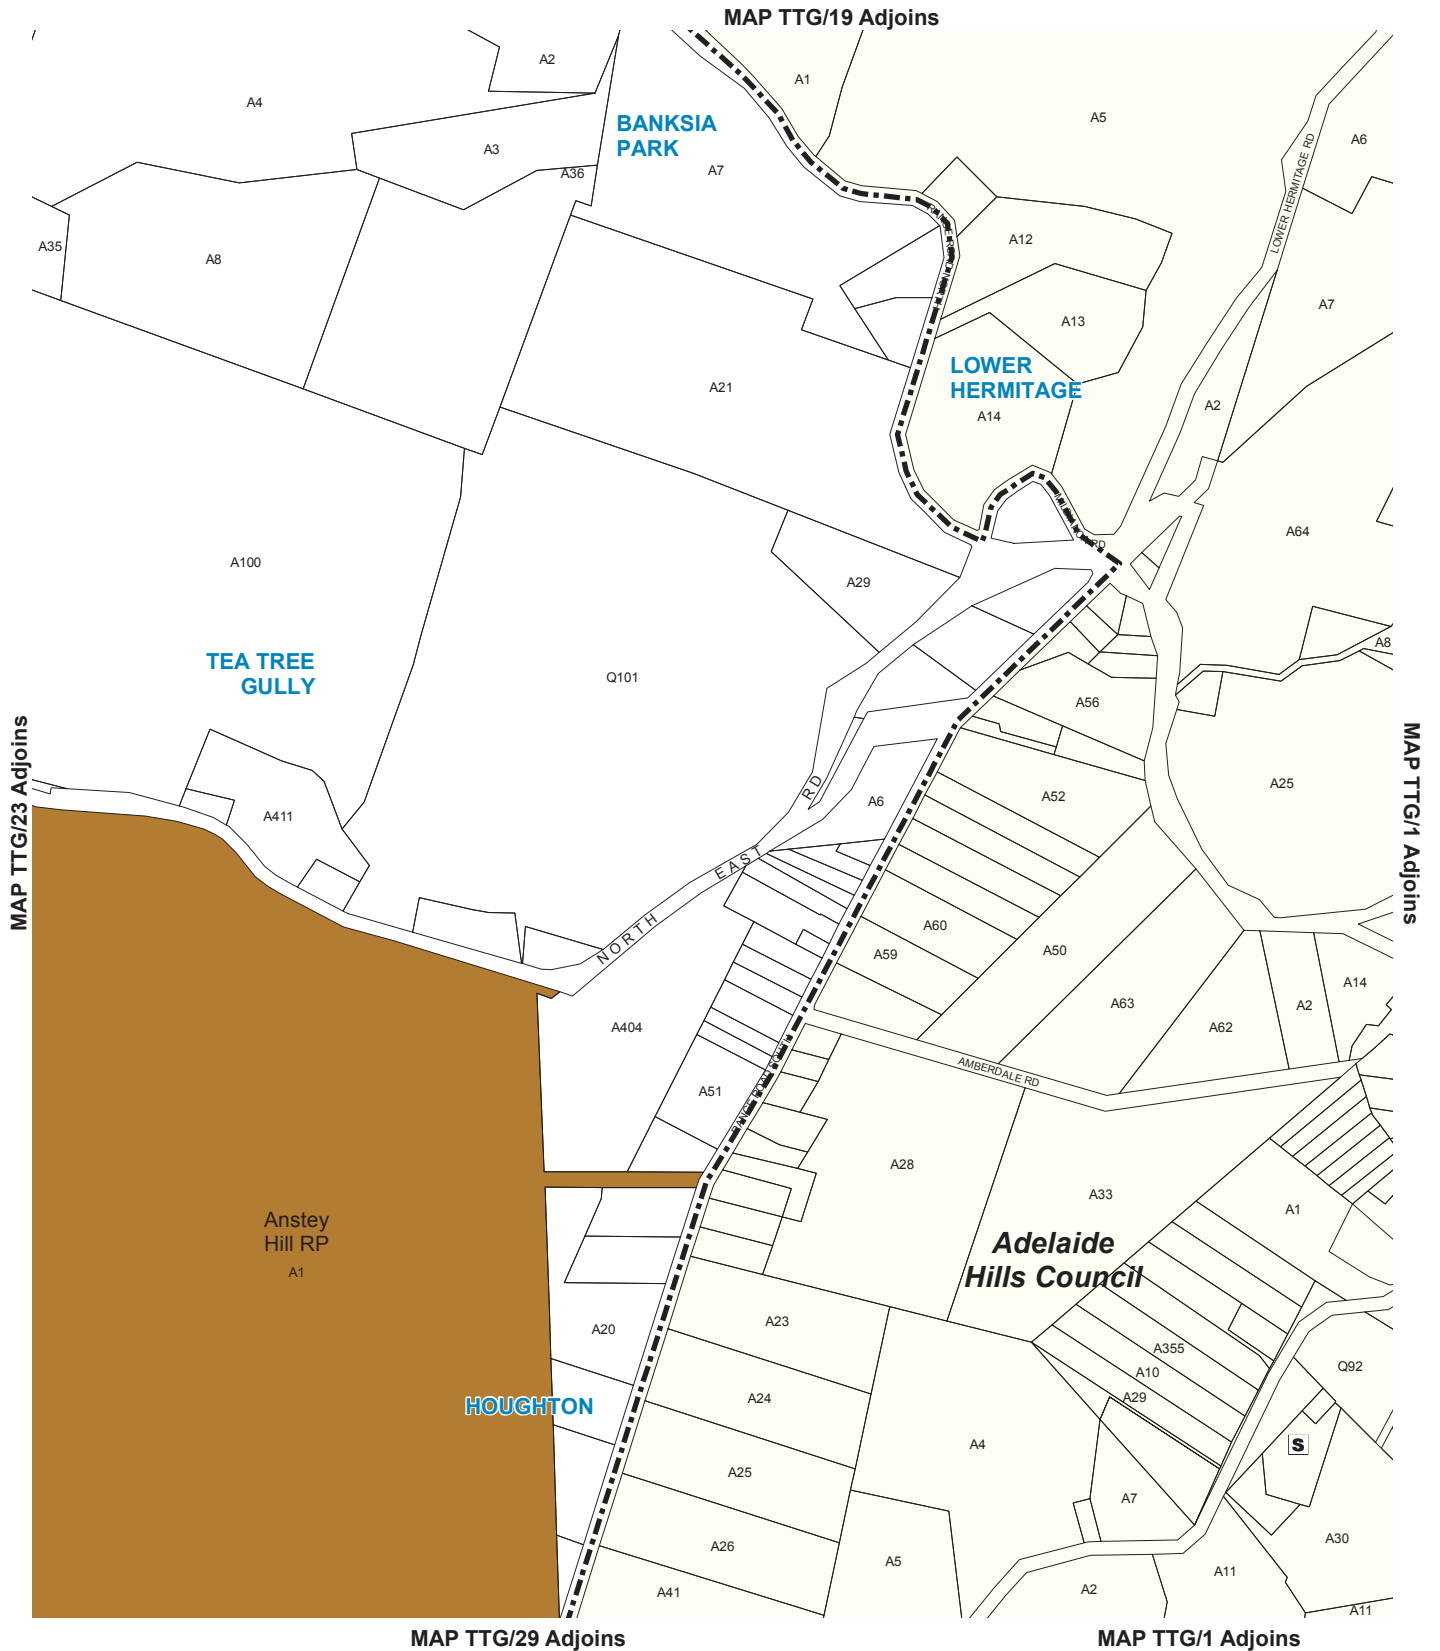 MAP TTG/19 Adjoins
A2
A1
A4
A5
BANKSIA
PARK
A6
A3
A7
A36
LOWER HERMITAGE RD
A35
A8
A12
A7
A13
LOWER
HERMITAGE
A21
A2
A14
A64
RD
A100
A29
A8
TEA TREE
GULLY
Q101
A56
MAP TTG/23 Adjoins
MAP TTG/1 Adjoins
A25
RD
A52
A6
A411
EAST
NORTH
A60
A50
A59
A14
A63
A2
A404
A62
AMBERDALE RD
RANGE ROAD SOUTH
A51
A28
A33
Anstey
Hill RP
A1
A1
Adelaide
Hills Council
A23
A20
A355
Q92
A10
A24
A29
HOUGHTON
A4
S
A25
A7
A30
A26
A5
A11
A41
A2
A11
MAP TTG/29 Adjoins
MAP TTG/1 Adjoins